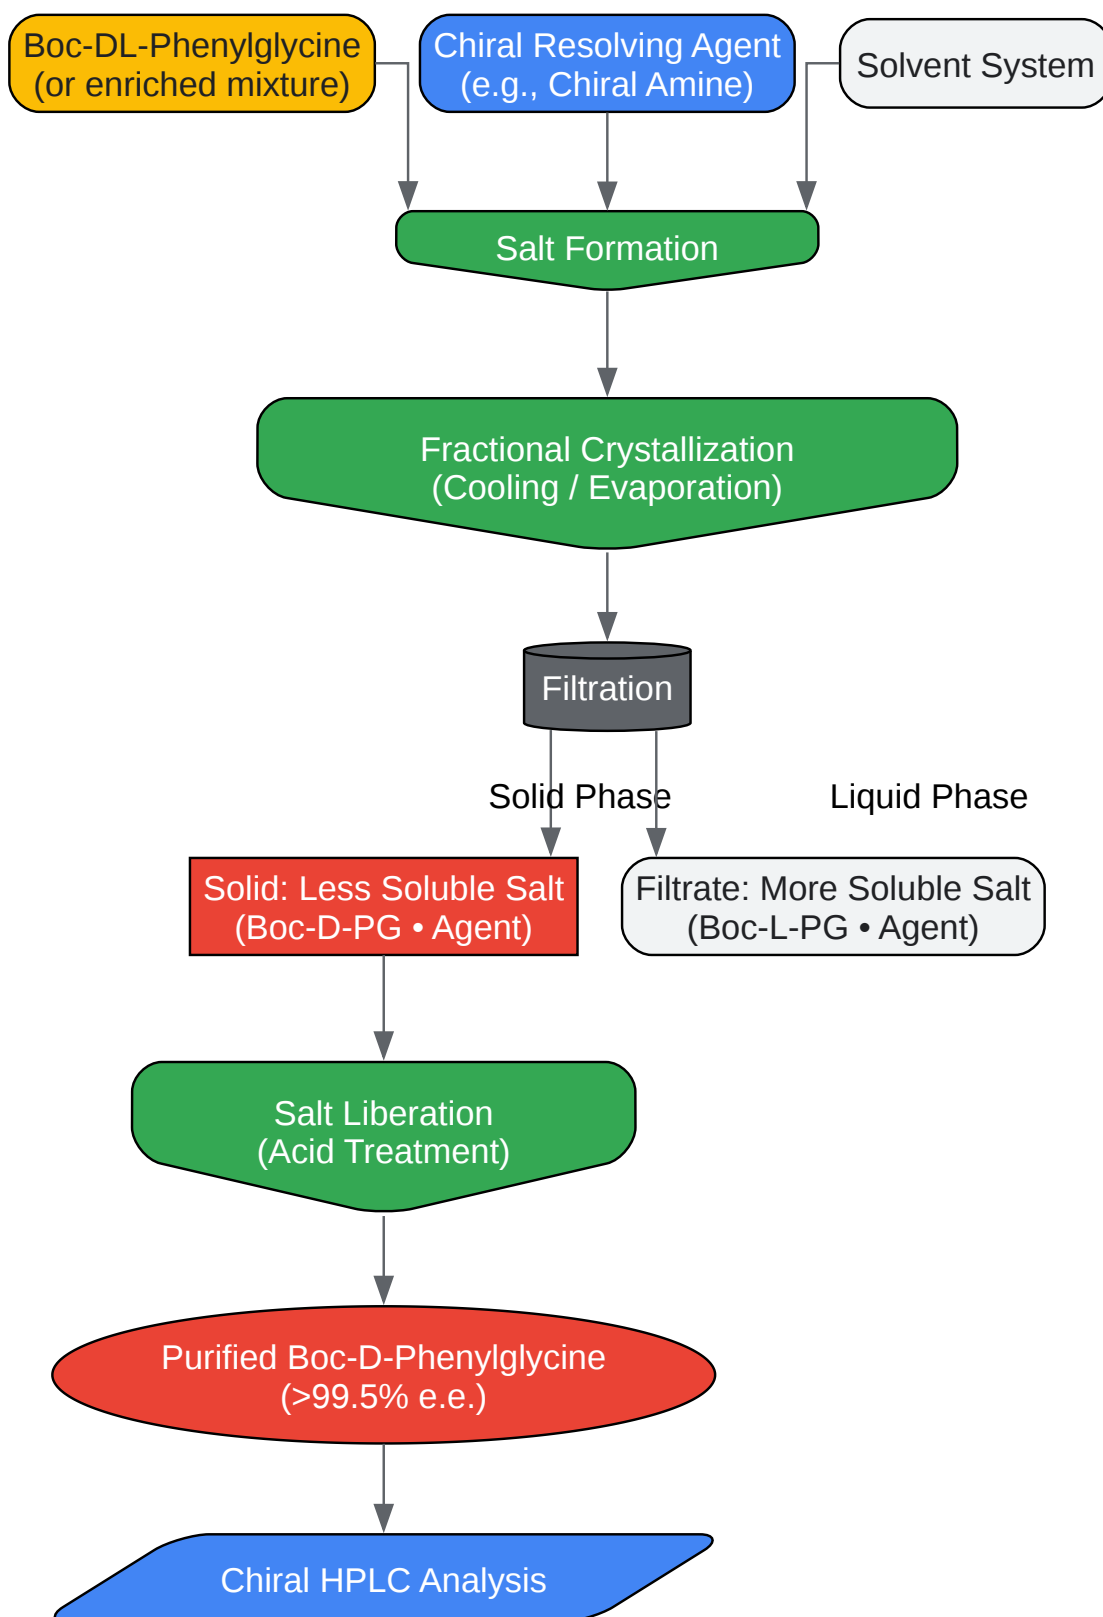 Boc-DL-Phenylglycine
(or enriched mixture)
Chiral Resolving Agent
(e.g., Chiral Amine)
Solvent System
Salt Formation
Fractional Crystallization
(Cooling / Evaporation)
Filtration
Solid Phase
Liquid Phase
Solid: Less Soluble Salt
(Boc-D-PG • Agent)
Filtrate: More Soluble Salt
(Boc-L-PG • Agent)
Salt Liberation
(Acid Treatment)
Purified Boc-D-Phenylglycine
(>99.5% e.e.)
Chiral HPLC Analysis